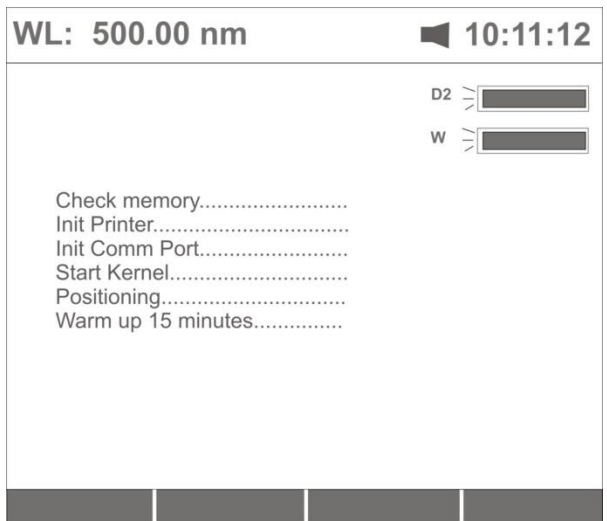 WL: 500.00 nm 10:11:12
D2
W
Check memory.........................
Init Printer.................................
Init Comm Port.........................
Start Kernel..............................
Positioning...............................
Warm up 15 minutes...............